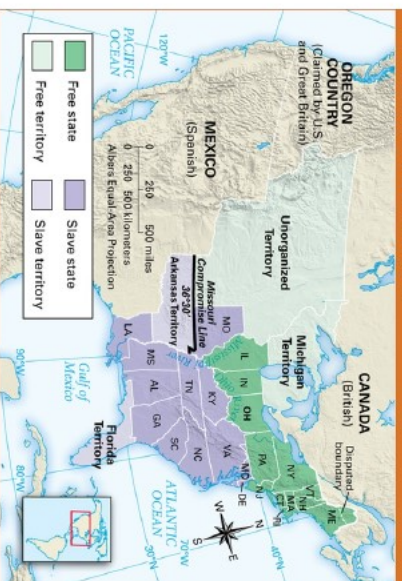 CANADA
(British)
Disputed
boundary
OREGON
COUNTRY
(Claimed by U.S.
and Great Britain)
Unorganized
Territory
Michigan
Territory
ME
VT
NH
NY
MA
CT
RI
PA
NJ
OH
IN
IL
MD
DE
VA
MO
KY
NC
TN
SC
GA
AL
MS
LA
Missouri
Compromise Line
36°30'
Arkansas Territory
Florida
Territory
MEXICO
(Spanish)
PACIFIC
OCEAN
ATLANTIC
OCEAN
Gulf of
Mexico
N
E
S
W
40°N
30°N
120°W
90°W
80°W
70°W
0 250 500 miles
0 250 500 kilometers
Albers Equal-Area Projection
Free state
Slave state
Free territory
Slave territory